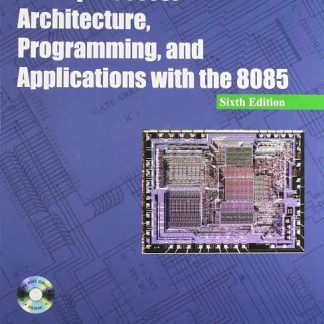 Architecture,
Programming, and
Applications with the 8085
Sixth Edition